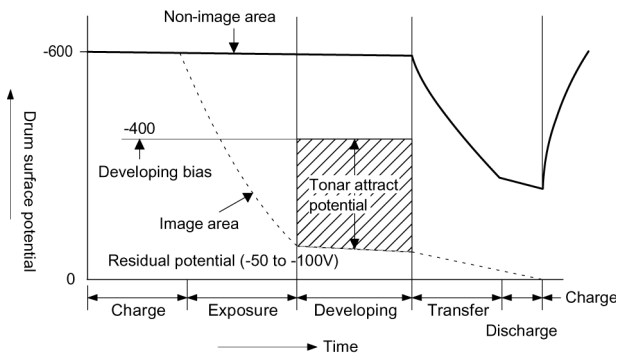 Non-image area
-600
-400
Developing bias
Drum surface
potential
Tonar attract
potential
Image area
Residual potential (-50 to -100V)
0
Charge
Exposure
Developing
Transfer
Charge
Discharge
Time